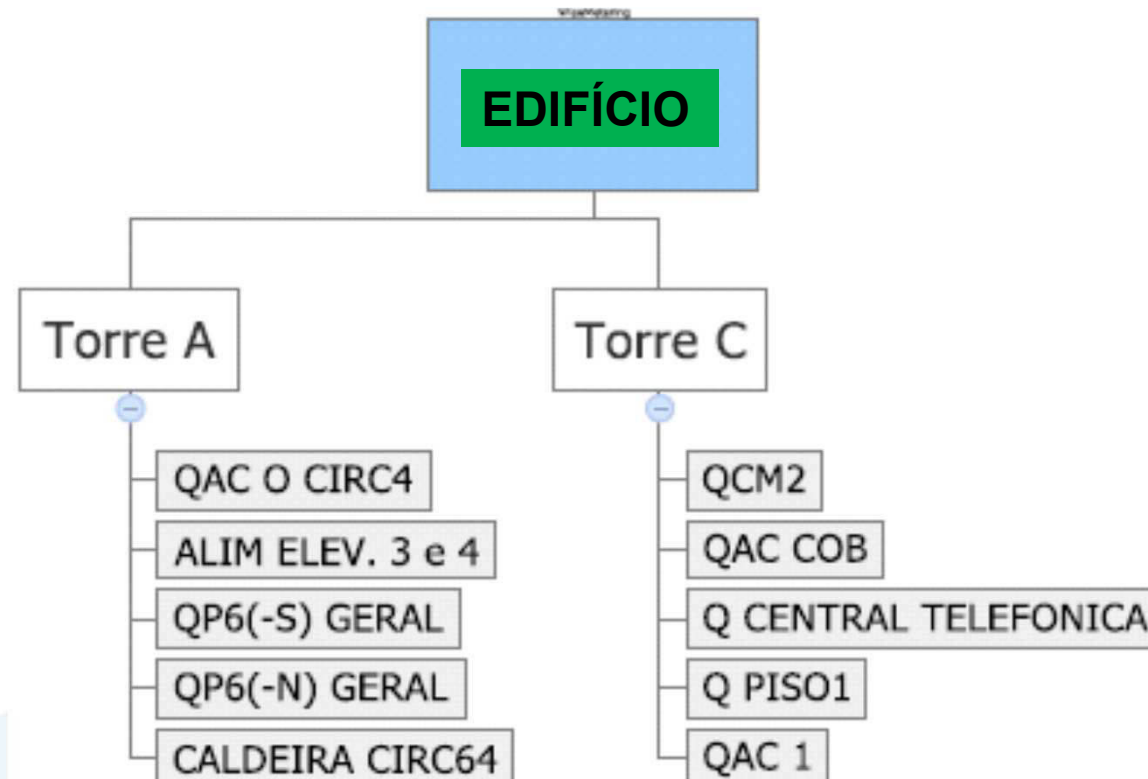 WiseMetering
EDIFÍCIO
Torre A
Torre C
QAC O CIRC4
ALIM ELEV. 3 e 4
QP6(-S) GERAL
QP6(-N) GERAL
CALDEIRA CIRC64
QCM2
QAC COB
Q CENTRAL TELEFONICA
Q PISO1
QAC 1